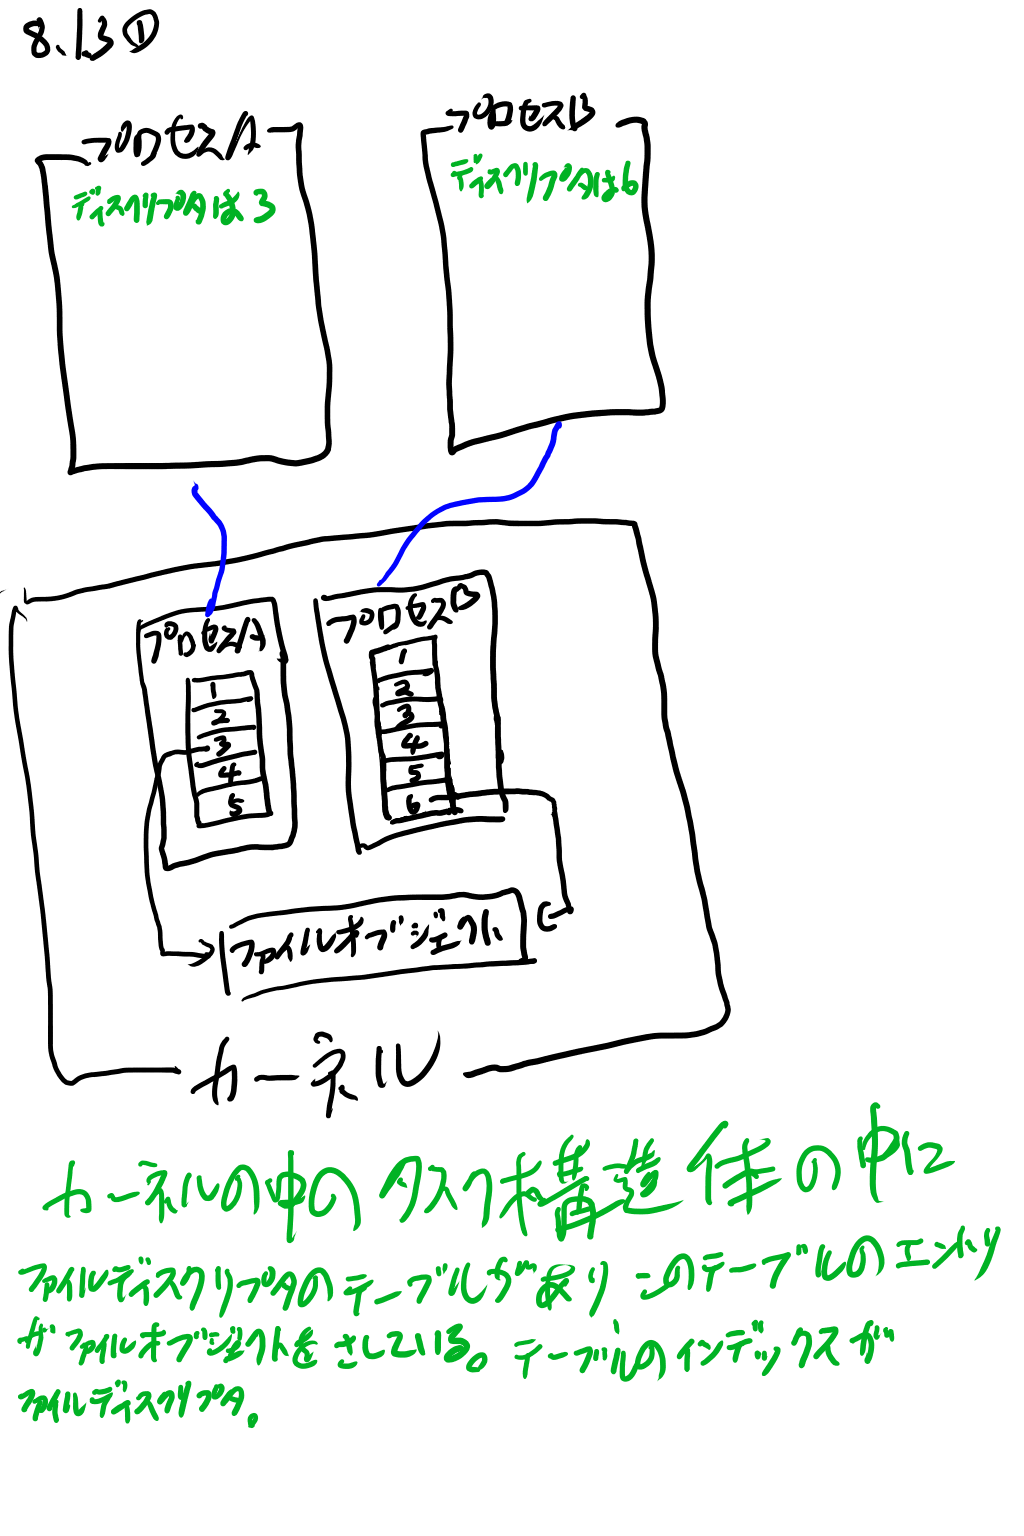 8.1.3①
プロセスA
ディスクリプタは3
プロセスB
ディスクリプタは6
プロセスA
1
2
3
4
5
プロセスB
1
2
3
4
5
6
ファイルオブジェクト
カーネル
カーネルの中のタスク構造体の中に
ファイルディスクリプタのテーブルがあり このテーブルのエントリ
がファイルオブジェクトをさしている。テーブルのインデックスが
ファイルディスクリプタ。